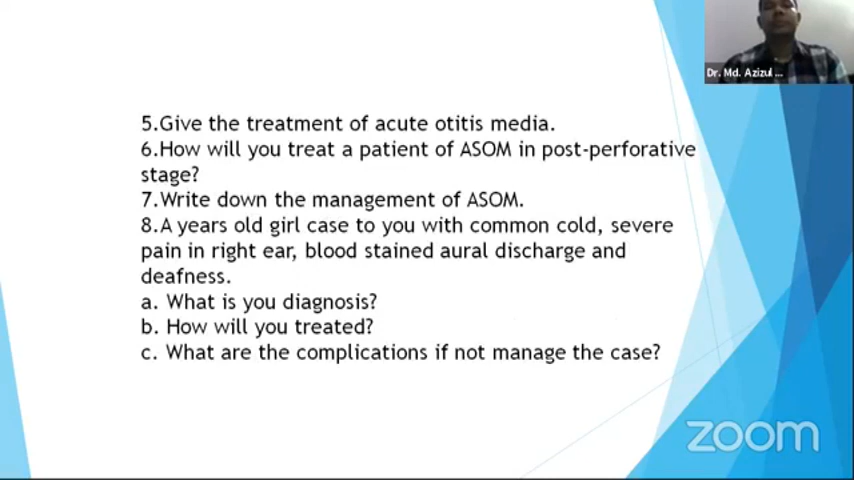 Dr. Md. Azizul ...
5.Give the treatment of acute otitis media.
6.How will you treat a patient of ASOM in post-perforative
stage?
7.Write down the management of ASOM.
8.A years old girl case to you with common cold, severe
pain in right ear, blood stained aural discharge and
deafness.
a. What is you diagnosis?
b. How will you treated?
c. What are the complications if not manage the case?
zoom